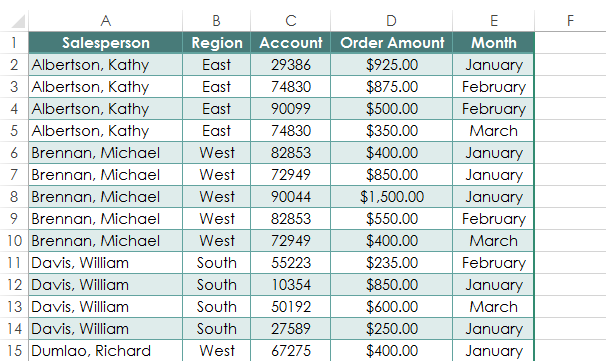 A B C D E F
1 Salesperson Region Account Order Amount Month
2 Albertson, Kathy East 29386 $925.00 January
3 Albertson, Kathy East 74830 $875.00 February
4 Albertson, Kathy East 90099 $500.00 February
5 Albertson, Kathy East 74830 $350.00 March
6 Brennan, Michael West 82853 $400.00 January
7 Brennan, Michael West 72949 $850.00 January
8 Brennan, Michael West 90044 $1,500.00 January
9 Brennan, Michael West 82853 $550.00 February
10 Brennan, Michael West 72949 $400.00 March
11 Davis, William South 55223 $235.00 February
12 Davis, William South 10354 $850.00 January
13 Davis, William South 50192 $600.00 March
14 Davis, William South 27589 $250.00 January
15 Dumlao, Richard West 67275 $400.00 January